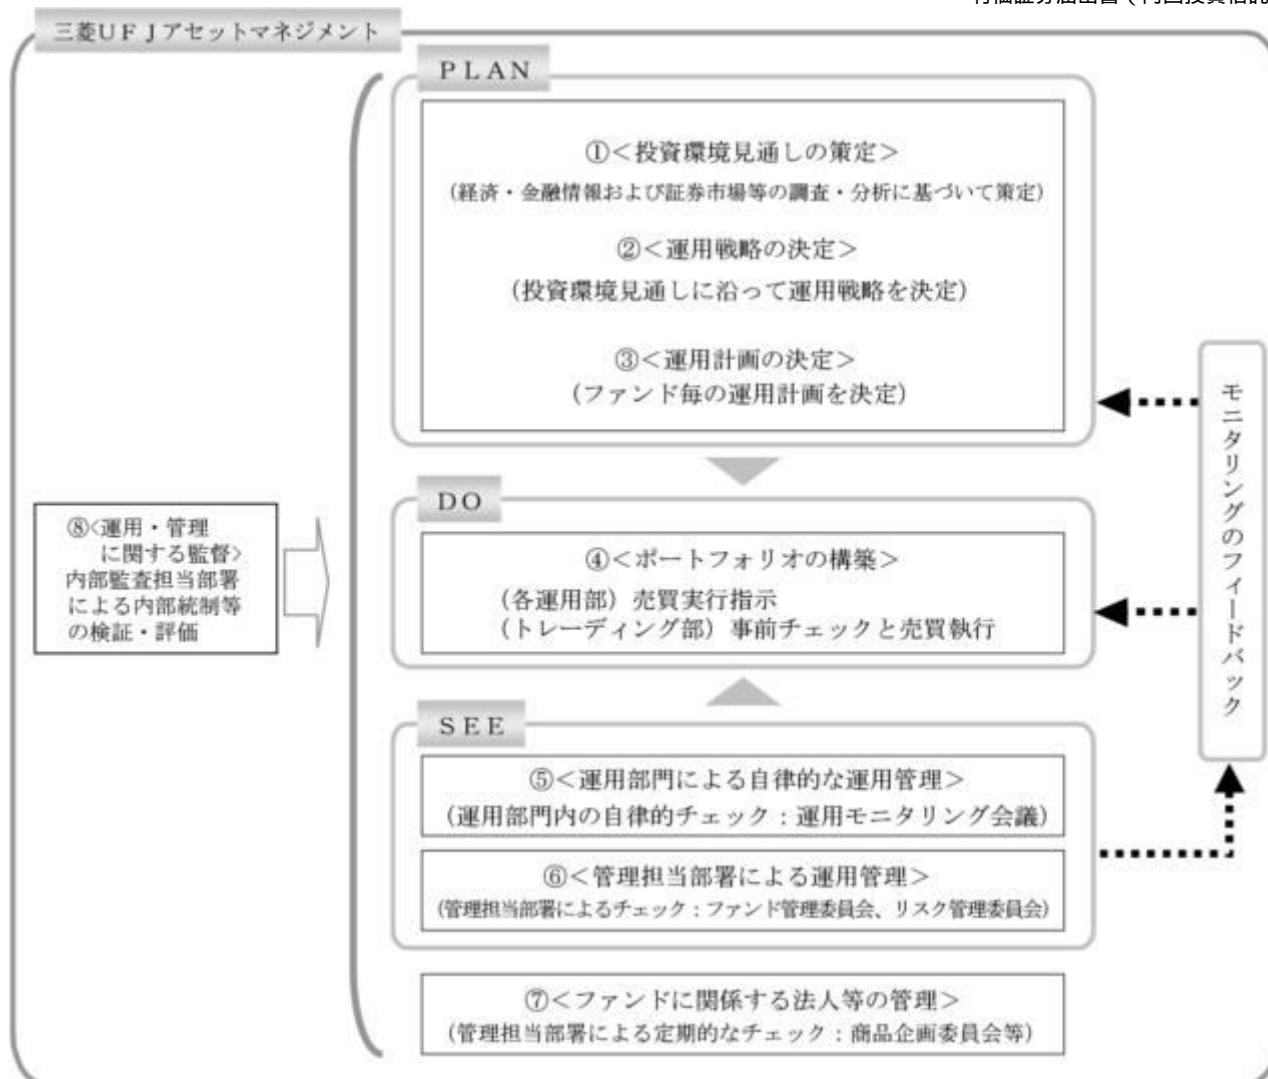 三菱UFJアセットマネジメント
PLAN
①<投資環境見通しの策定>
(経済・金融情報および証券市場等の調査・分析に基づいて策定)
②<運用戦略の決定>
(投資環境見通しに沿って運用戦略を決定)
③<運用計画の決定>
(ファンド毎の運用計画を決定)
DO
④<ポートフォリオの構築>
(各運用部)売買実行指示
(トレーディング部)事前チェックと売買執行
SEE
⑤<運用部門による自律的な運用管理>
(運用部門内の自律的チェック:運用モニタリング会議)
⑥<管理担当部署による運用管理>
(管理担当部署によるチェック:ファンド管理委員会、リスク管理委員会)
⑦<ファンドに関係する法人等の管理>
(管理担当部署による定期的なチェック:商品企画委員会等)
⑧<運用・管理
に関する監督>
内部監査担当部署
による内部統制等
の検証・評価
モニタリングのフィードバック